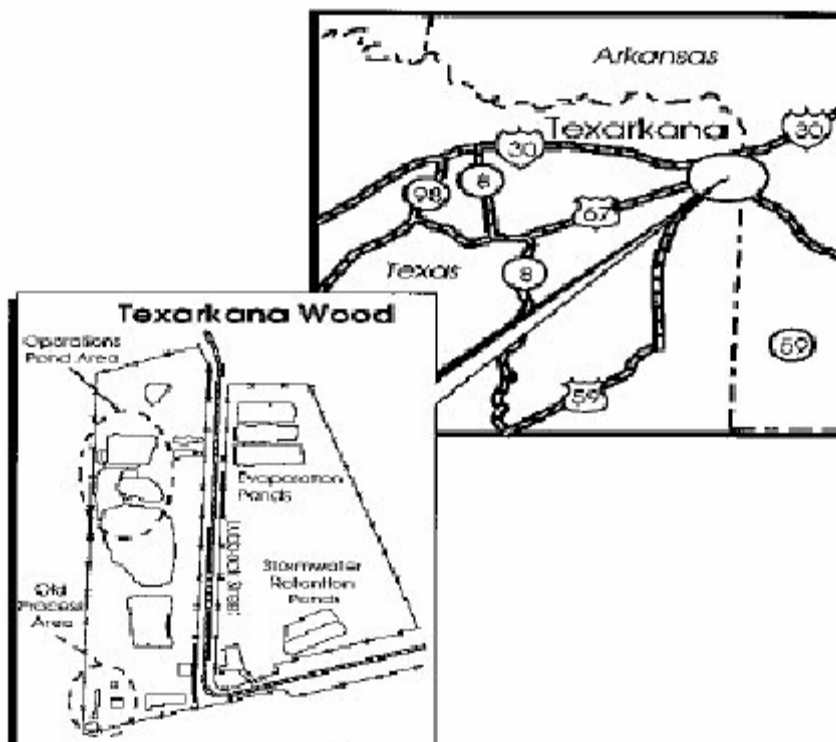 Arkansas
Texarkana
30
30
98
8
67
Texas
8
59
59
Texarkana Wood
Operations
Pond Area
Evaporation
Ponds
Lubbock Street
Stormwater
Retention
Ponds
Old
Process
Area